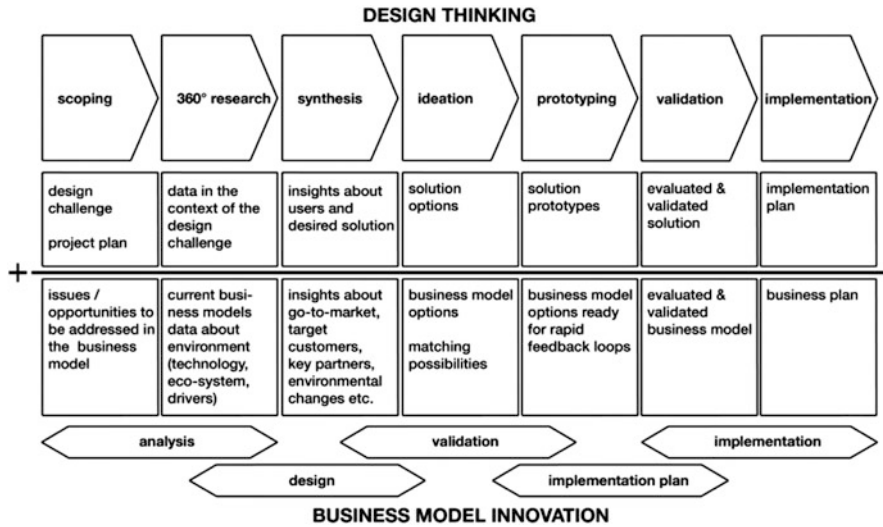 DESIGN THINKING
scoping
360° research
synthesis
ideation
prototyping
validation
implementation
design
challenge
project plan
data in the
context of the
design
challenge
insights about
users and
desired solution
solution
options
solution
prototypes
evaluated &
validated
solution
implementation
plan
+
issues /
opportunities to
be addressed in
the business
model
current busi-
ness models
data about
environment
(technology,
eco-system,
drivers)
insights about
go-to-market,
target
customers,
key partners,
environmental
changes etc.
business model
options
matching
possibilities
business model
options ready
for rapid
feedback loops
evaluated &
validated
business model
business plan
analysis
validation
implementation
design
implementation plan
BUSINESS MODEL INNOVATION